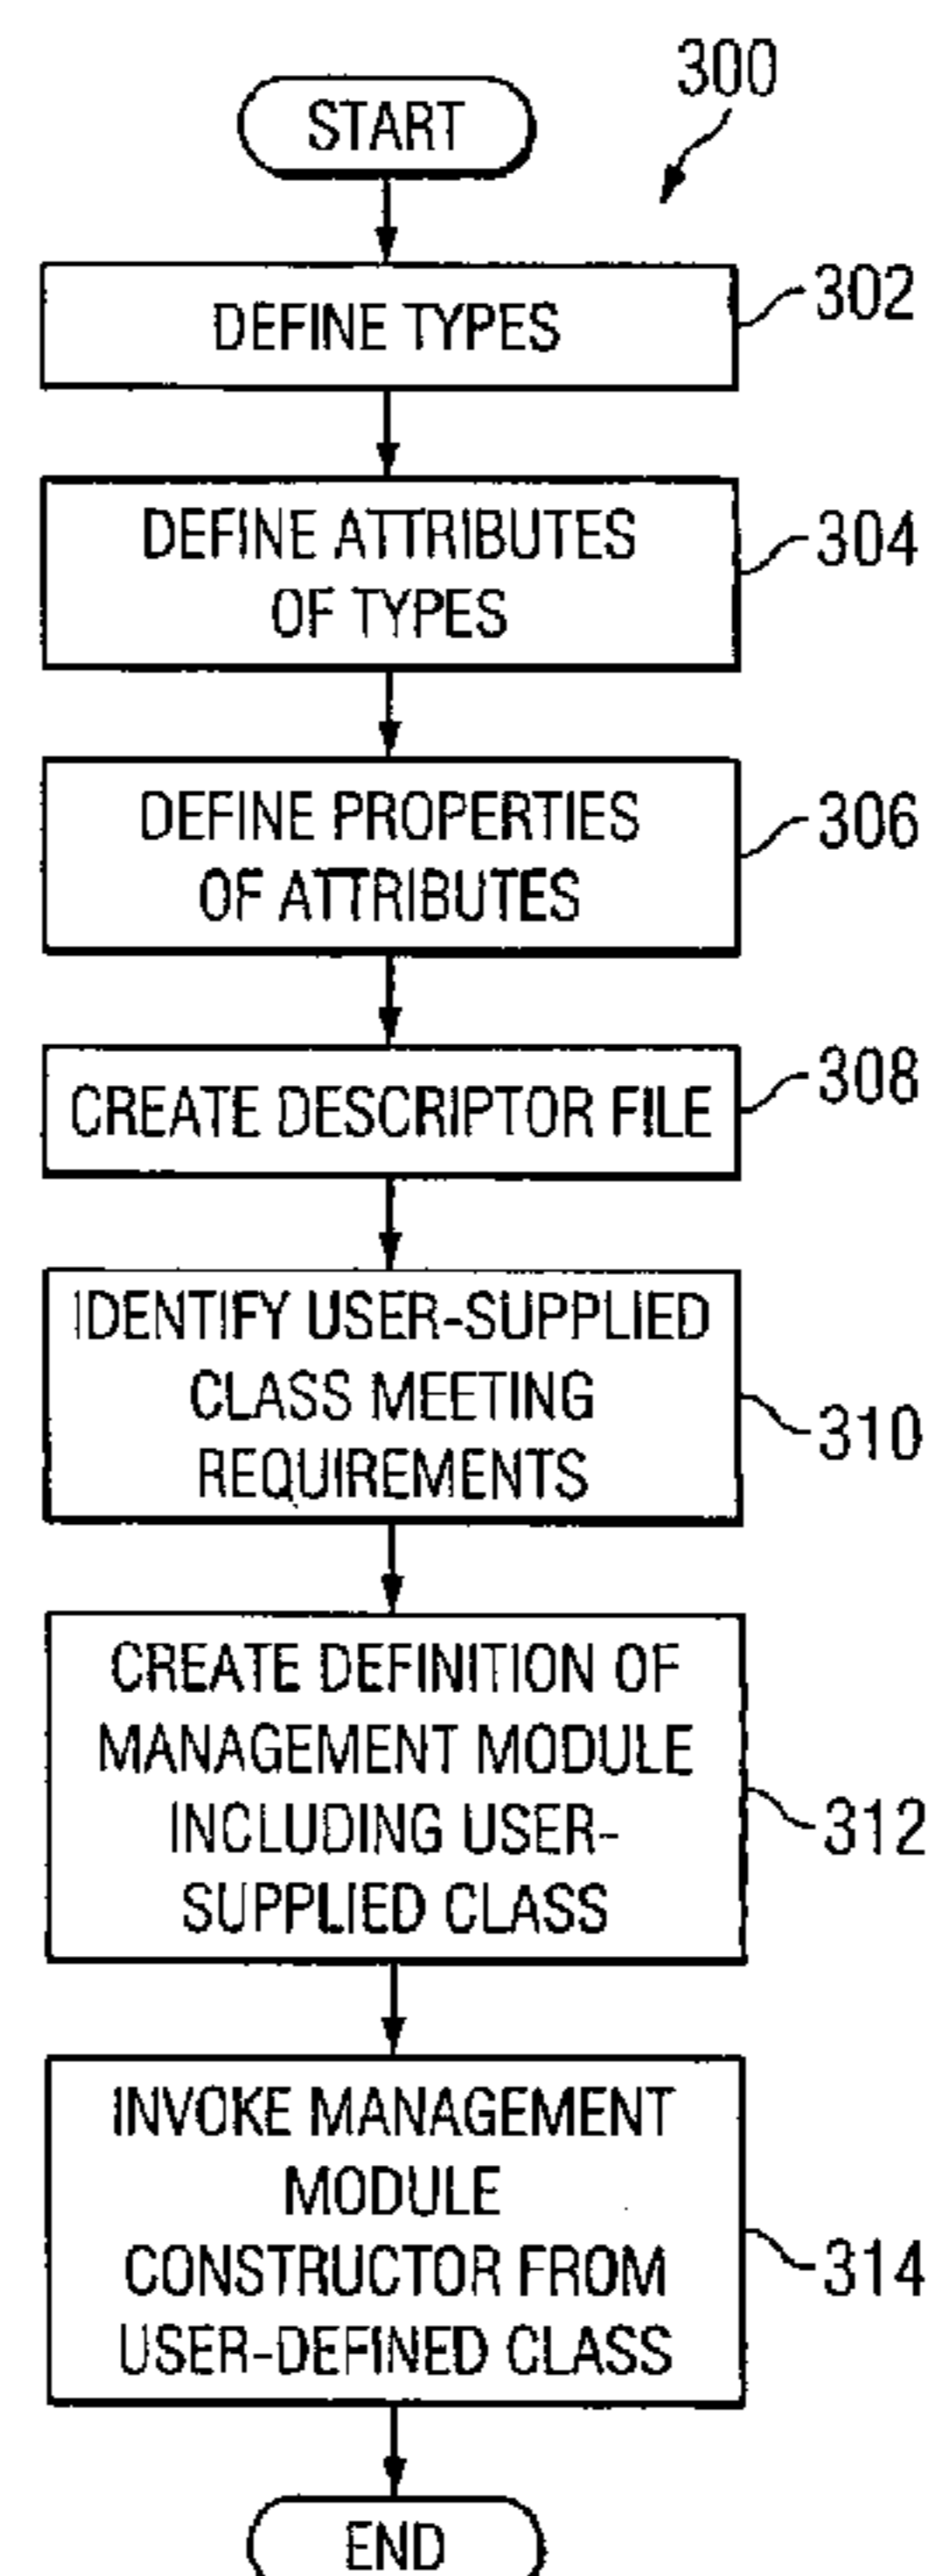 300
START
DEFINE TYPES
302
DEFINE ATTRIBUTES
OF TYPES
304
DEFINE PROPERTIES
OF ATTRIBUTES
306
CREATE DESCRIPTOR FILE
308
IDENTIFY USER-SUPPLIED
CLASS MEETING
REQUIREMENTS
310
CREATE DEFINITION OF
MANAGEMENT MODULE
INCLUDING USER-
SUPPLIED CLASS
312
INVOKE MANAGEMENT
MODULE
CONSTRUCTOR FROM
USER-DEFINED CLASS
314
END